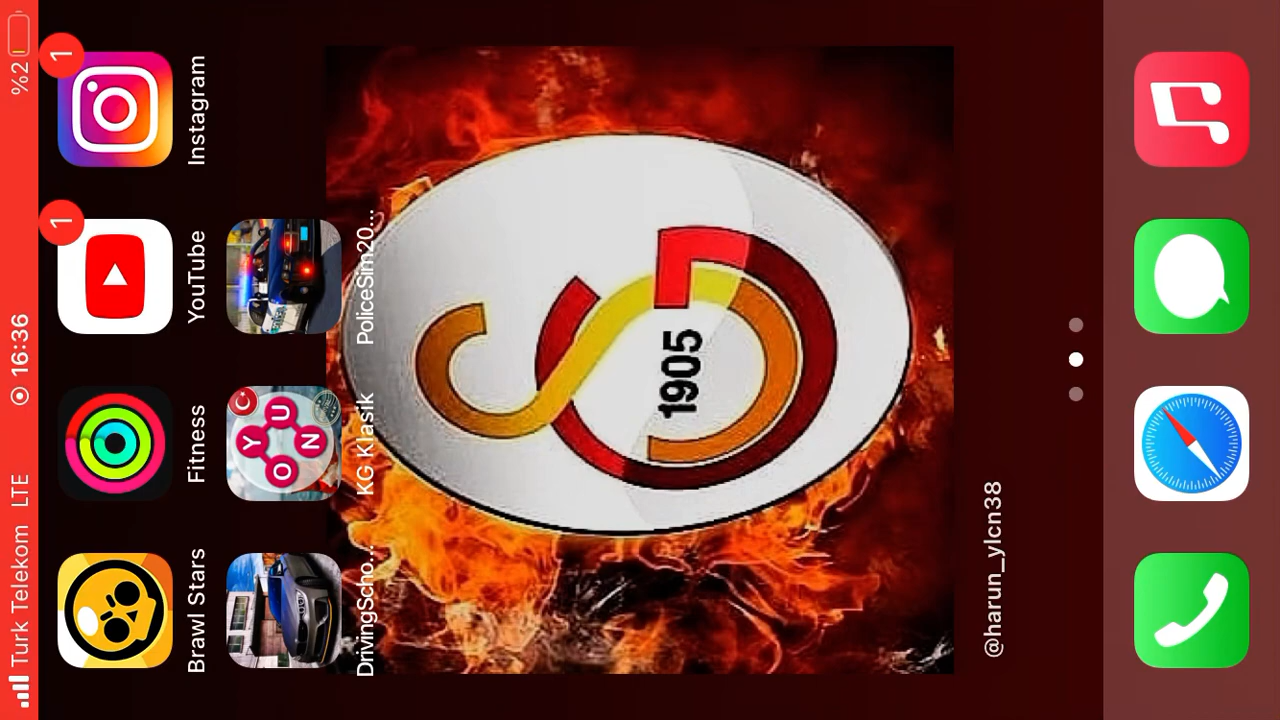 Turk Telekom LTE 16:36 %2
1 1
Brawl Stars Fitness YouTube Instagram
O Y U N
DrivingScho... KG Klasik PoliceSim20...
1905
@harun_ylcn38